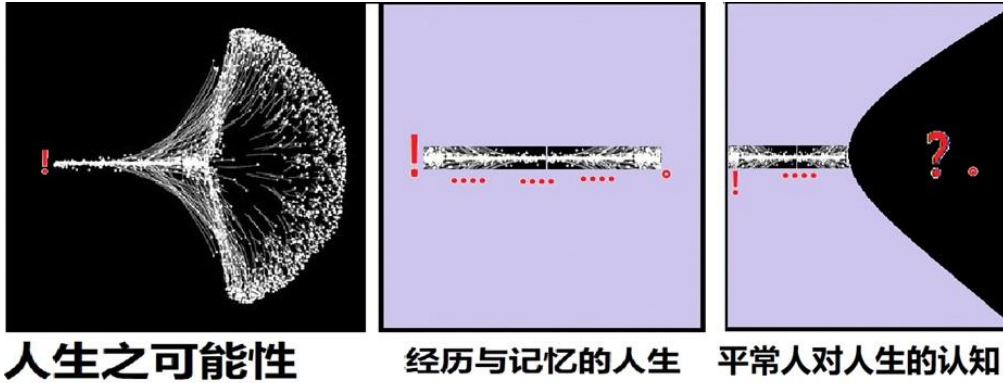 !
! .... .... .... 。
! .... ? 。
人生之可能性
经历与记忆的人生
平常人对人生的认知